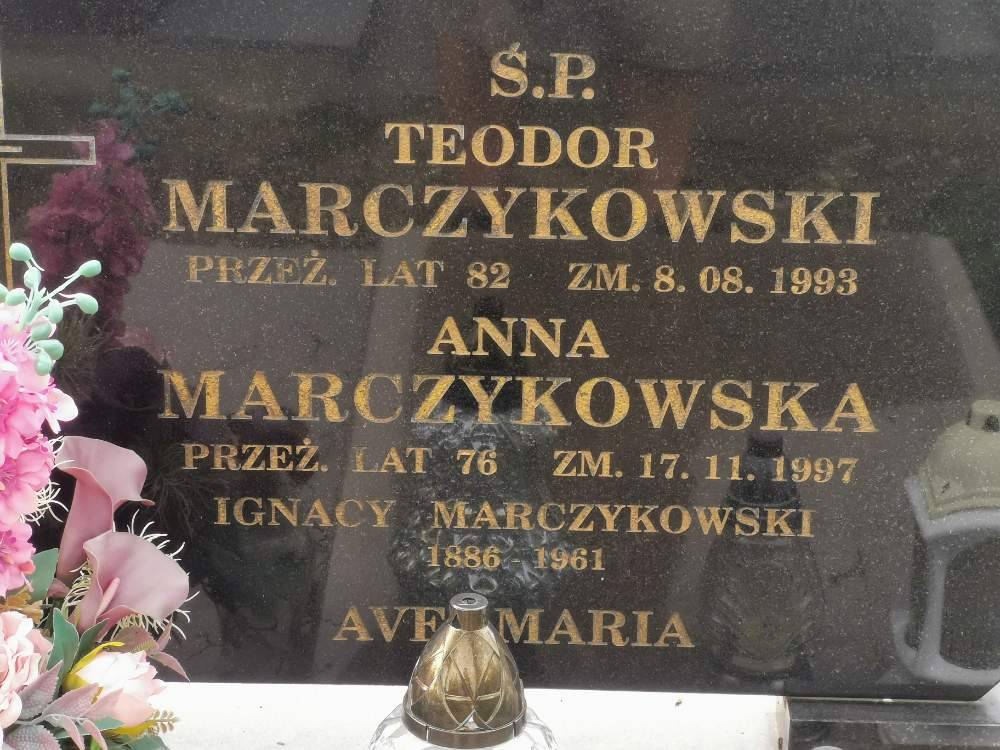 Ś.P.
TEODOR
MARCZYKOWSKI
PRZEŻ. LAT 82 ZM. 8. 08. 1993
ANNA
MARCZYKOWSKA
PRZEŻ. LAT 76 ZM. 17. 11. 1997
IGNACY MARCZYKOWSKI
1886 - 1961
AVE MARIA